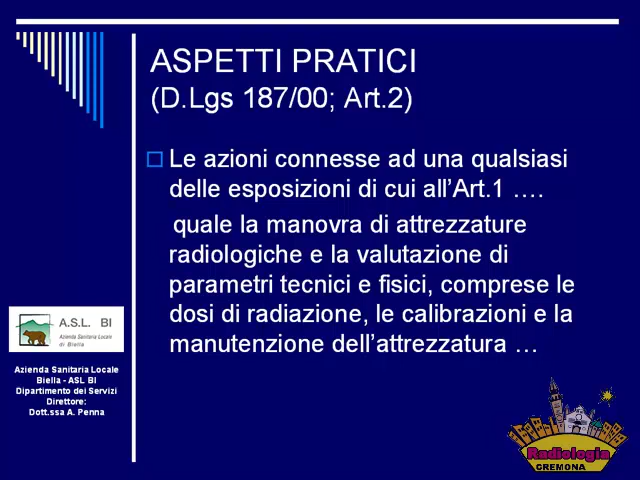 ASPETTI PRATICI
(D.Lgs 187/00; Art.2)
Le azioni connesse ad una qualsiasi
delle esposizioni di cui all'Art.1 ….
quale la manovra di attrezzature
radiologiche e la valutazione di
parametri tecnici e fisici, comprese le
dosi di radiazione, le calibrazioni e la
manutenzione dell'attrezzatura …
A.S.L. BI
Azienda Sanitaria Locale
di Biella
Azienda Sanitaria Locale
Biella - ASL BI
Dipartimento dei Servizi
Direttore:
Dott.ssa A. Penna
Radiologia
CREMONA